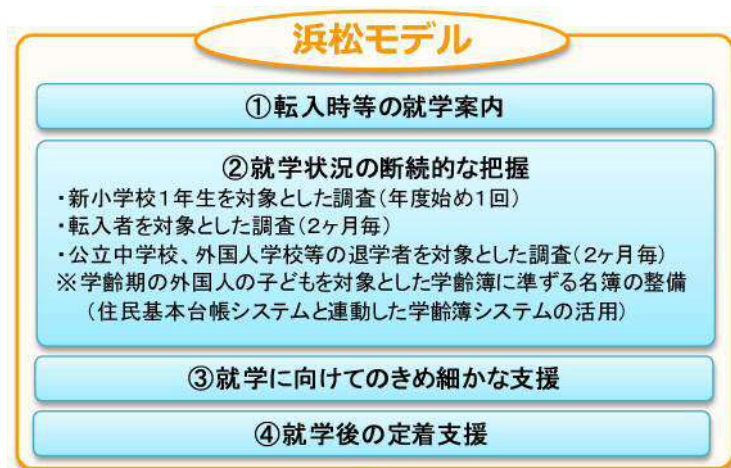 浜松モデル
①転入時等の就学案内
②就学状況の断続的な把握
・新小学校1年生を対象とした調査(年度始め1回)
・転入者を対象とした調査(2ヶ月毎)
・公立中学校、外国人学校等の退学者を対象とした調査(2ヶ月毎)
※学齢期の外国人の子どもを対象とした学齢簿に準ずる名簿の整備
(住民基本台帳システムと連動した学齢簿システムの活用)
③就学に向けてのきめ細かな支援
④就学後の定着支援